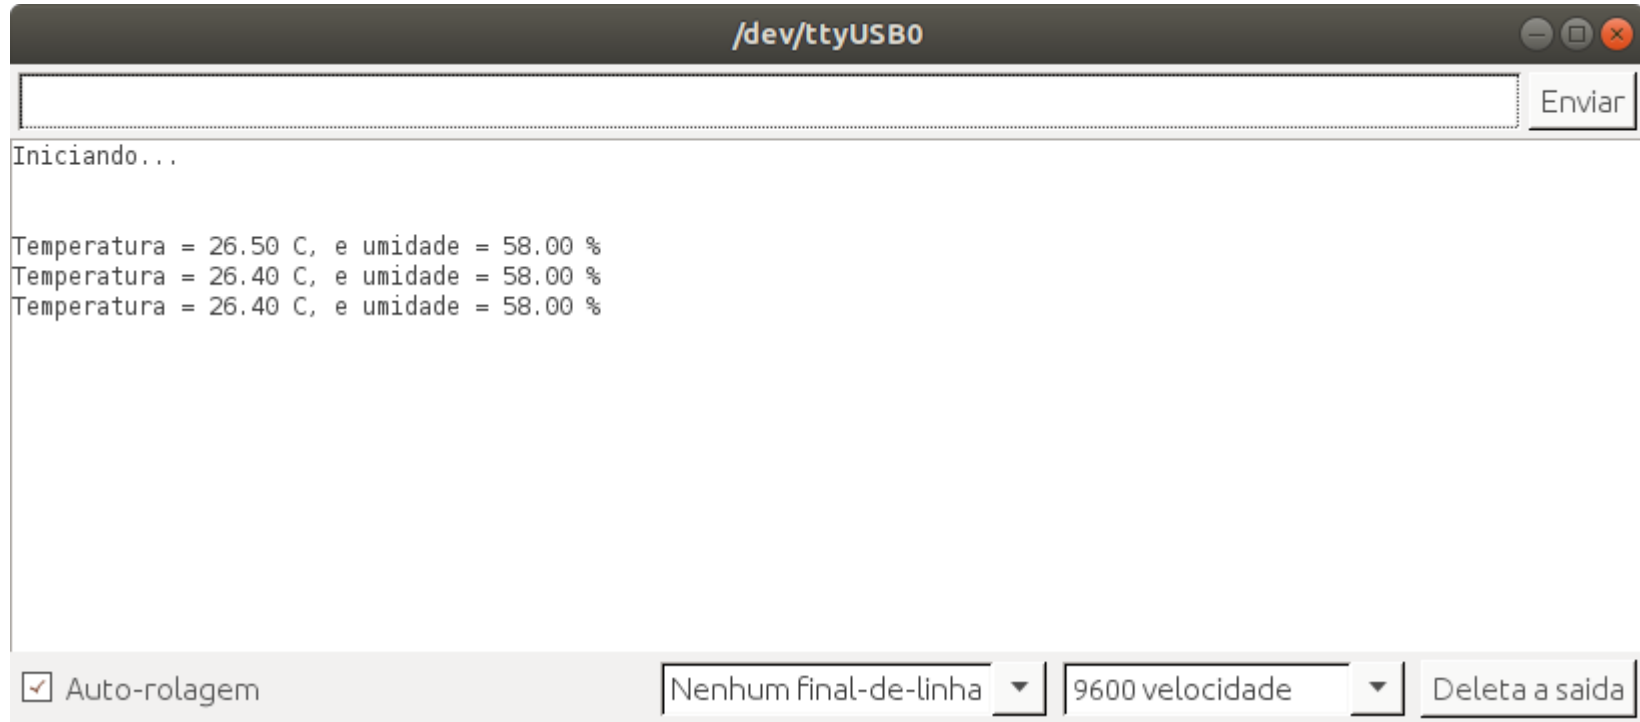 /dev/ttyUSB0
Enviar
Iniciando...
Temperatura = 26.50 C, e umidade = 58.00 %
Temperatura = 26.40 C, e umidade = 58.00 %
Temperatura = 26.40 C, e umidade = 58.00 %
Auto-rolagem
Nenhum final-de-linha
9600 velocidade
Deleta a saida